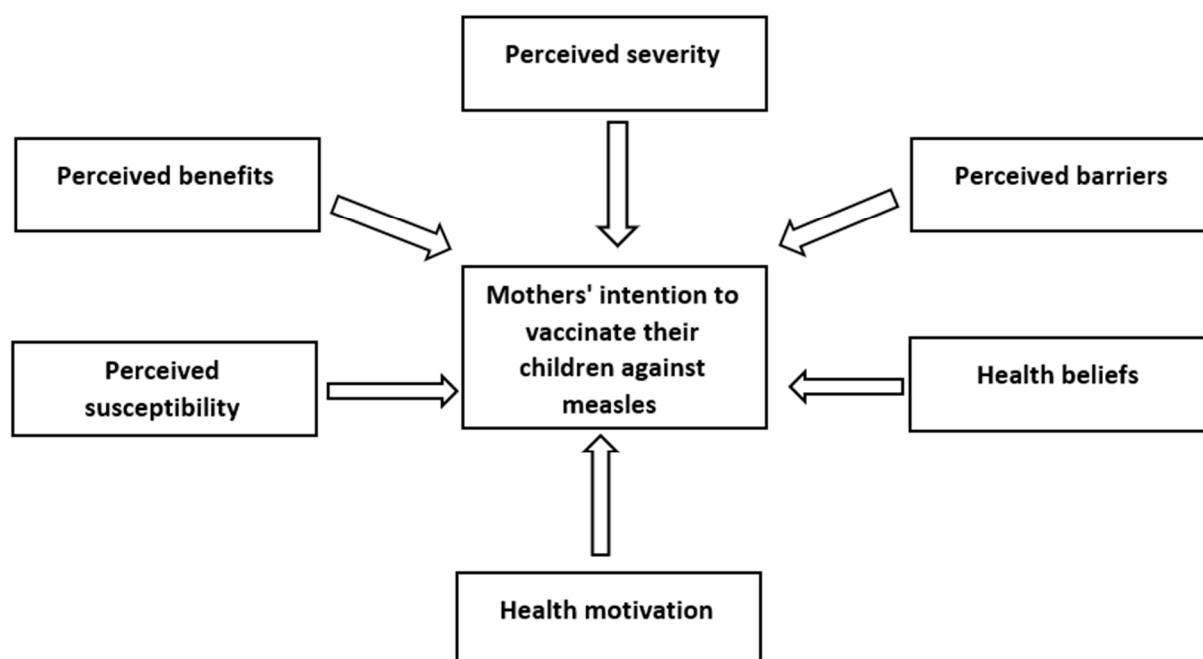 Perceived severity
Perceived benefits
Perceived barriers
Mothers' intention to
vaccinate their
children against
measles
Perceived
susceptibility
Health beliefs
Health motivation